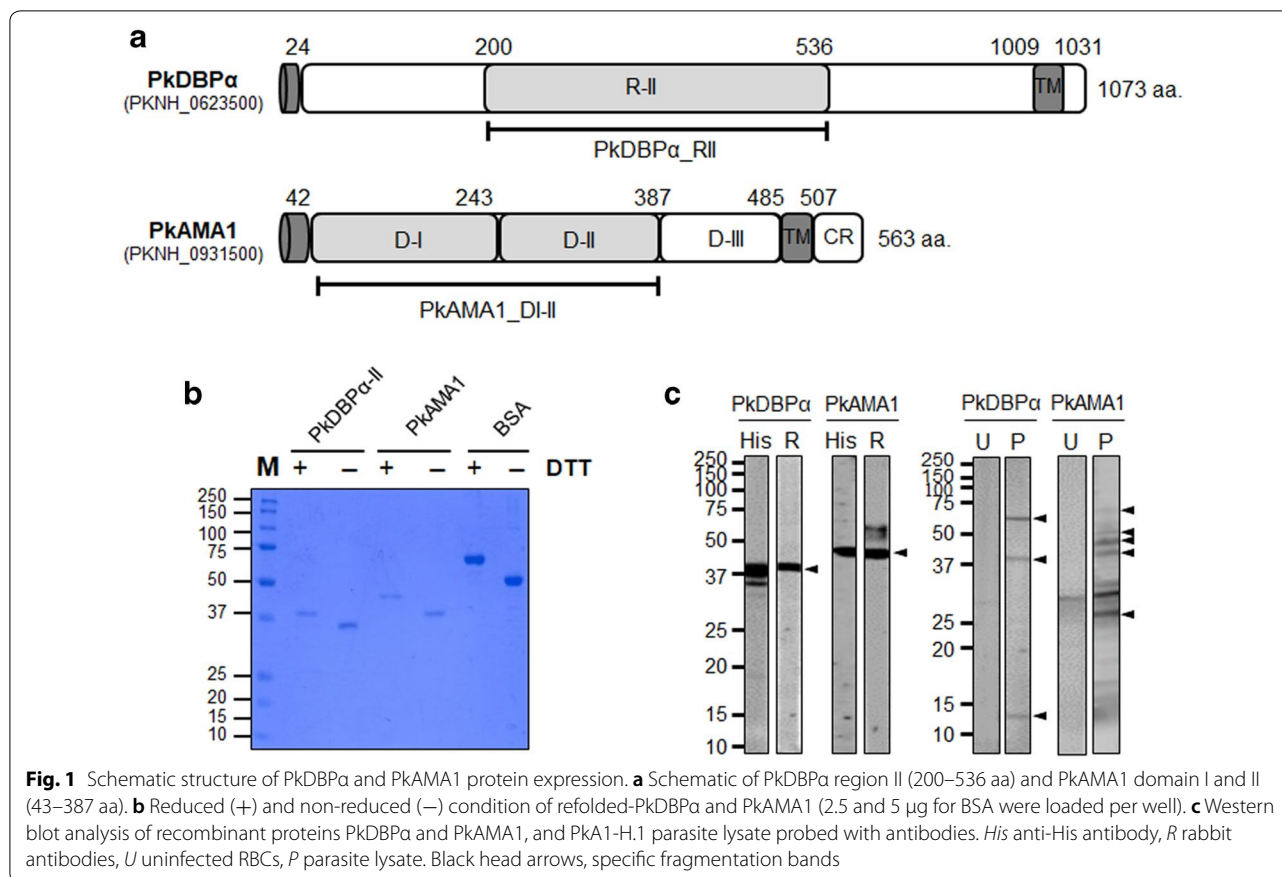 a
24 200 536 1009 1031
PkDBPα
(PKNH_0623500)
R-II
TM
1073 aa.
PkDBPα_RII
42 243 387 485 507
PkAMA1
(PKNH_0931500)
D-I D-II D-III TM CR
563 aa.
PkAMA1_DI-II
b
PkDBPα-II PkAMA1 BSA
M + − + − + − DTT
250
150
100
75
50
37
25
20
15
10
c
PkDBPα PkAMA1
His R His R
250
150
100
75
50
37
25
20
15
10
PkDBPα PkAMA1
U P U P
250
150
100
75
50
37
25
20
15
10
Fig. 1 Schematic structure of PkDBPα and PkAMA1 protein expression. a Schematic of PkDBPα region II (200–536 aa) and PkAMA1 domain I and II
(43–387 aa). b Reduced (+) and non-reduced (−) condition of refolded-PkDBPα and PkAMA1 (2.5 and 5 μg for BSA were loaded per well). c Western
blot analysis of recombinant proteins PkDBPα and PkAMA1, and PkA1-H.1 parasite lysate probed with antibodies. His anti-His antibody, R rabbit
antibodies, U uninfected RBCs, P parasite lysate. Black head arrows, specific fragmentation bands